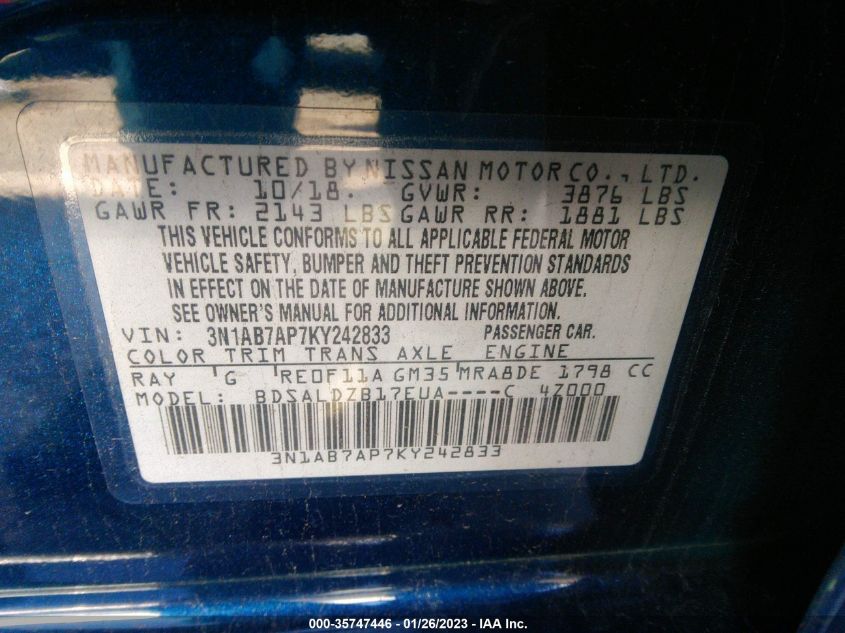 MANUFACTURED BY NISSAN MOTOR CO., LTD.
DATE: 10/18. GVWR: 3876 LBS
GAWR FR: 2143 LBS GAWR RR: 1881 LBS
THIS VEHICLE CONFORMS TO ALL APPLICABLE FEDERAL MOTOR
VEHICLE SAFETY, BUMPER AND THEFT PREVENTION STANDARDS
IN EFFECT ON THE DATE OF MANUFACTURE SHOWN ABOVE.
SEE OWNER'S MANUAL FOR ADDITIONAL INFORMATION.
VIN: 3N1AB7AP7KY242833 PASSENGER CAR.
COLOR TRIM TRANS AXLE ENGINE
RAY G RE0F11A GM35 MRA8DE 1798 CC
MODEL: BDSALDZB17EUA----C 4Z000
3N1AB7AP7KY242833
000-35747446 - 01/26/2023 - IAA Inc.